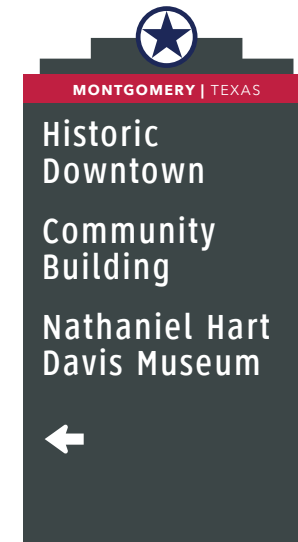 MONTGOMERY | TEXAS
Historic
Downtown
Community
Building
Nathaniel Hart
Davis Museum